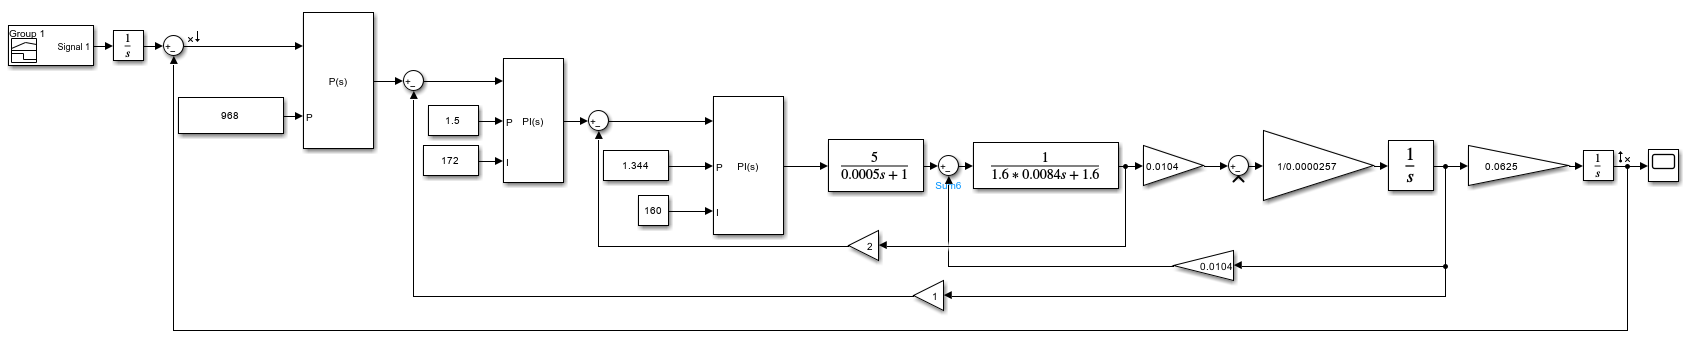 Group 1
Signal 1
1
s
+
−
968
P(s)
P
+
−
1.5
172
P
PI(s)
I
+
−
1.344
160
P
PI(s)
I
5
0.0005s + 1
+
−
Sum6
1
1.6 * 0.0084s + 1.6
0.0104
+
−
1/0.0000257
1
s
0.0625
1
s
2
0.0104
1